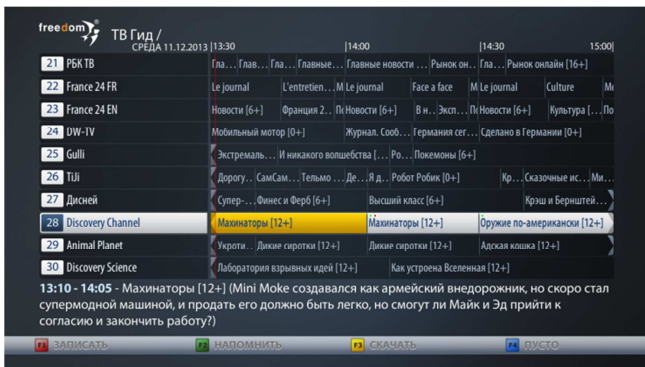 freedom ТВ Гид /
СРЕДА 11.12.2013 |13:30 |14:00 |14:30 15:00|
21 РБК ТВ Гла... Глав... Гла... Главные... Главные новости ... Рынок он.. Гла... Рынок онлайн [16+]
22 France 24 FR Le journal L'entretien... M Le journal Face a face M Le journal Culture Me
23 France 24 EN Новости [6+] Франция 2.. По Новости [6+] В н.. Эксп... По Новости [6+] Культура [... По
24 DW-TV Мобильный мотор [0+] Журнал. Сооб... Германия сег... Сделано в Германии [0+]
25 Gulli Экстремаль... И никакого волшебства [... Ро... Покемоны [6+]
26 TiJi Дорогу.. СамСам... Тельмо ... Де... Я д.. Робот Робик [0+] Кр... Сказочные ис... Ми...
27 Дисней Супер-... Финес и Ферб [6+] Высший класс [6+] Крэш и Бернштей...
28 Discovery Channel Махинаторы [12+] Махинаторы [12+] Оружие по-американски [12+]
29 Animal Planet Укроти.. Дикие сиротки [12+] Дикие сиротки [12+] Адская кошка [12+]
30 Discovery Science Лаборатория взрывных идей [12+] Как устроена Вселенная [12+]
13:10 - 14:05 - Махинаторы [12+] (Mini Moke создавался как армейский внедорожник, но скоро стал
супермодной машиной, и продать его должно быть легко, но смогут ли Майк и Эд прийти к
согласию и закончить работу?)
F1 ЗАПИСАТЬ F2 НАПОМНИТЬ F3 СКАЧАТЬ F4 ПУСТО